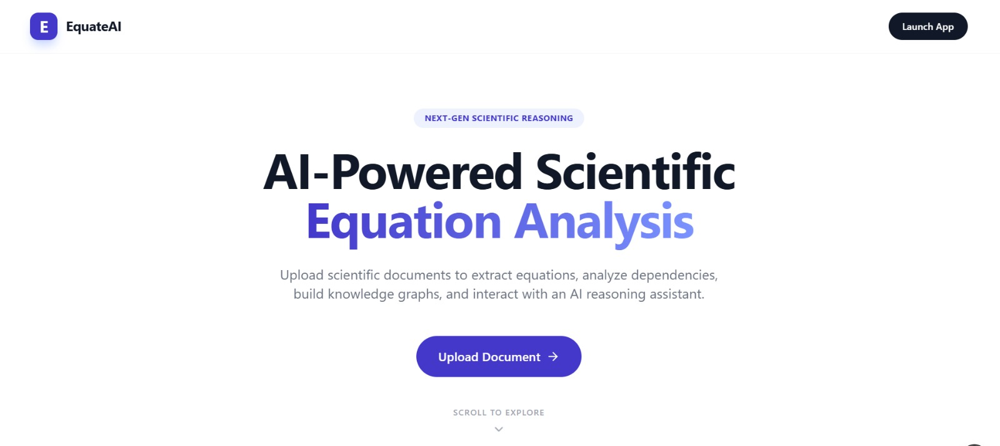 E
EquateAI
Launch App
NEXT-GEN SCIENTIFIC REASONING
AI-Powered Scientific
Equation Analysis
Upload scientific documents to extract equations, analyze dependencies,
build knowledge graphs, and interact with an AI reasoning assistant.
Upload Document →
SCROLL TO EXPLORE